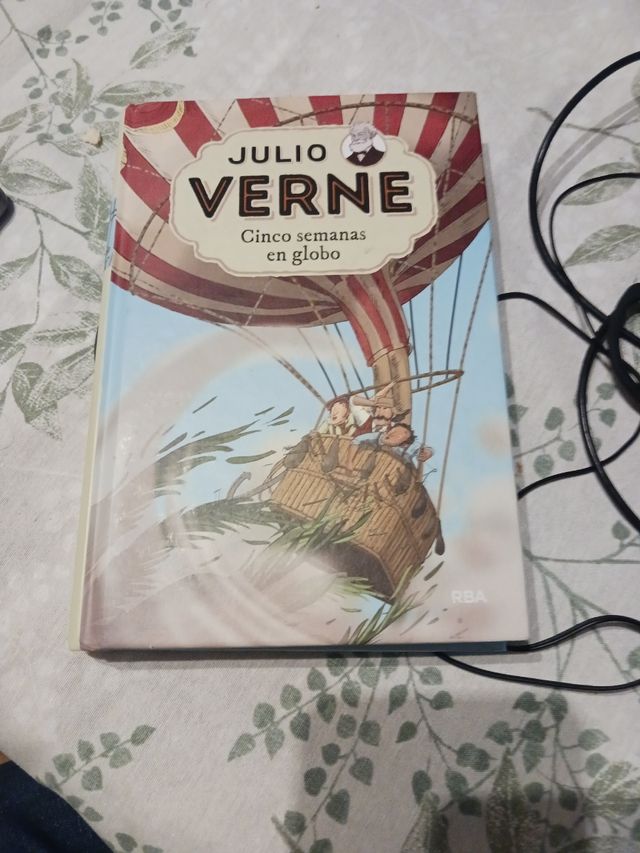 JULIO
VERNE
Cinco semanas
en globo
RBA